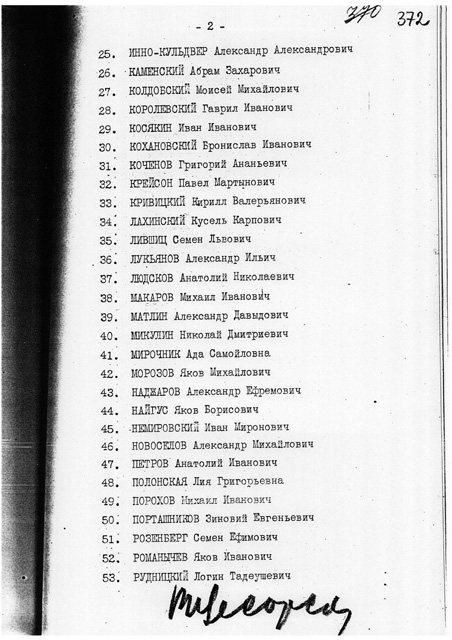 370 372
- 2 -
25. ИННО-КУЛЬДВЕР Александр Александрович
26. КАМЕНСКИЙ Абрам Захарович
27. КОЛДОБСКИЙ Моисей Михайлович
28. КОРОЛЕВСКИЙ Гаврил Иванович
29. КОСЯКИН Иван Иванович
30. КОХАНОВСКИЙ Бронислав Иванович
31. КОЧЕНОВ Григорий Ананьевич
32. КРЕЙСОН Павел Мартынович
33. КРИВИЦКИЙ Кирилл Валерьянович
34. ЛАХИНСКИЙ Кусель Карпович
35. ЛИВШИЦ Семен Львович
36. ЛУКЬЯНОВ Александр Ильич
37. ЛЮДСКОВ Анатолий Николаевич
38. МАКАРОВ Михаил Иванович
39. МАТЛИН Александр Давыдович
40. МИКУЛИН Николай Дмитриевич
41. МИРОЧНИК Ада Самойловна
42. МОРОЗОВ Яков Михайлович
43. НАДЖАРОВ Александр Ефремович
44. НАЙГУС Яков Борисович
45. НЕМИРОВСКИЙ Иван Миронович
46. НОВОСЕЛОВ Александр Михайлович
47. ПЕТРОВ Анатолий Иванович
48. ПОЛОНСКАЯ Лия Григорьевна
49. ПОРОХОВ Михаил Иванович
50. ПОРТАШНИКОВ Зиновий Евгеньевич
51. РОЗЕНБЕРГ Семен Ефимович
52. РОМАНЫЧЕВ Яков Иванович
53. РУДНИЦКИЙ Логин Тадеушевич